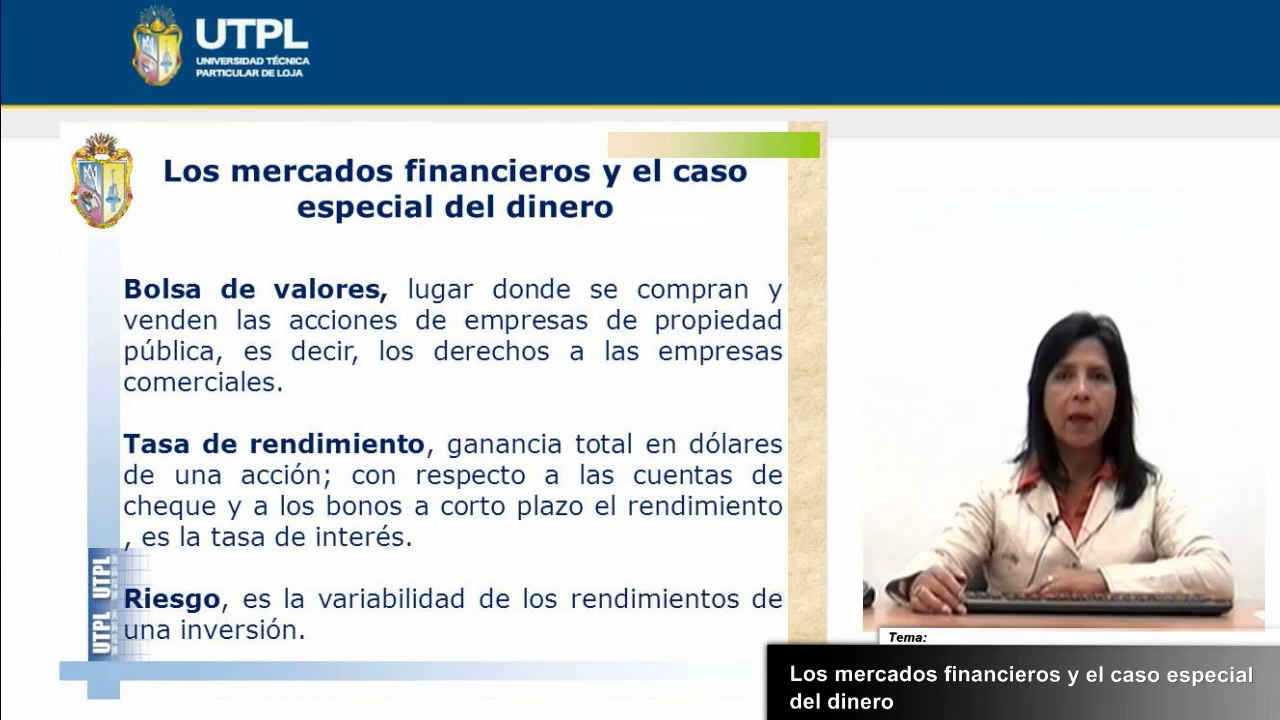 UTPL
UNIVERSIDAD TÉCNICA
PARTICULAR DE LOJA
Los mercados financieros y el caso
especial del dinero
Bolsa de valores, lugar donde se compran y
venden las acciones de empresas de propiedad
pública, es decir, los derechos a las empresas
comerciales.
Tasa de rendimiento, ganancia total en dólares
de una acción; con respecto a las cuentas de
cheque y a los bonos a corto plazo el rendimiento
, es la tasa de interés.
Riesgo, es la variabilidad de los rendimientos de
una inversión.
UTPL UTPL
Tema:
Los mercados financieros y el caso especial
del dinero